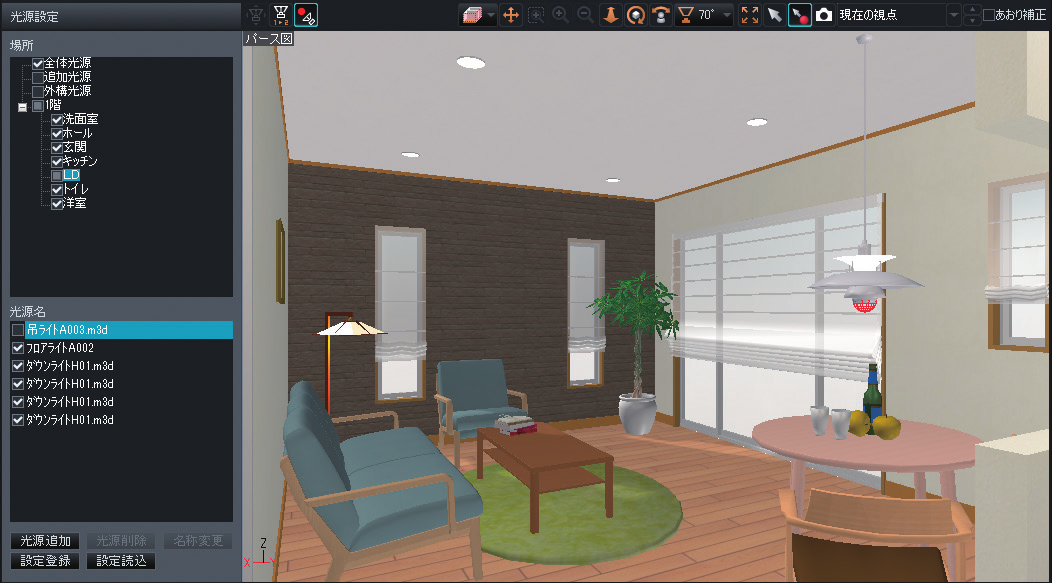 光源設定
1▸2
70°
現在の視点
あおり補正
場所
パース図
全体光源
追加光源
外構光源
1階
洗面室
ホール
玄関
キッチン
LD
トイレ
洋室
光源名
吊ライトA003.m3d
フロアライトA002
ダウンライトH01.m3d
ダウンライトH01.m3d
ダウンライトH01.m3d
ダウンライトH01.m3d
光源追加 光源削除 名称変更
設定登録 設定読込
Z
X Y